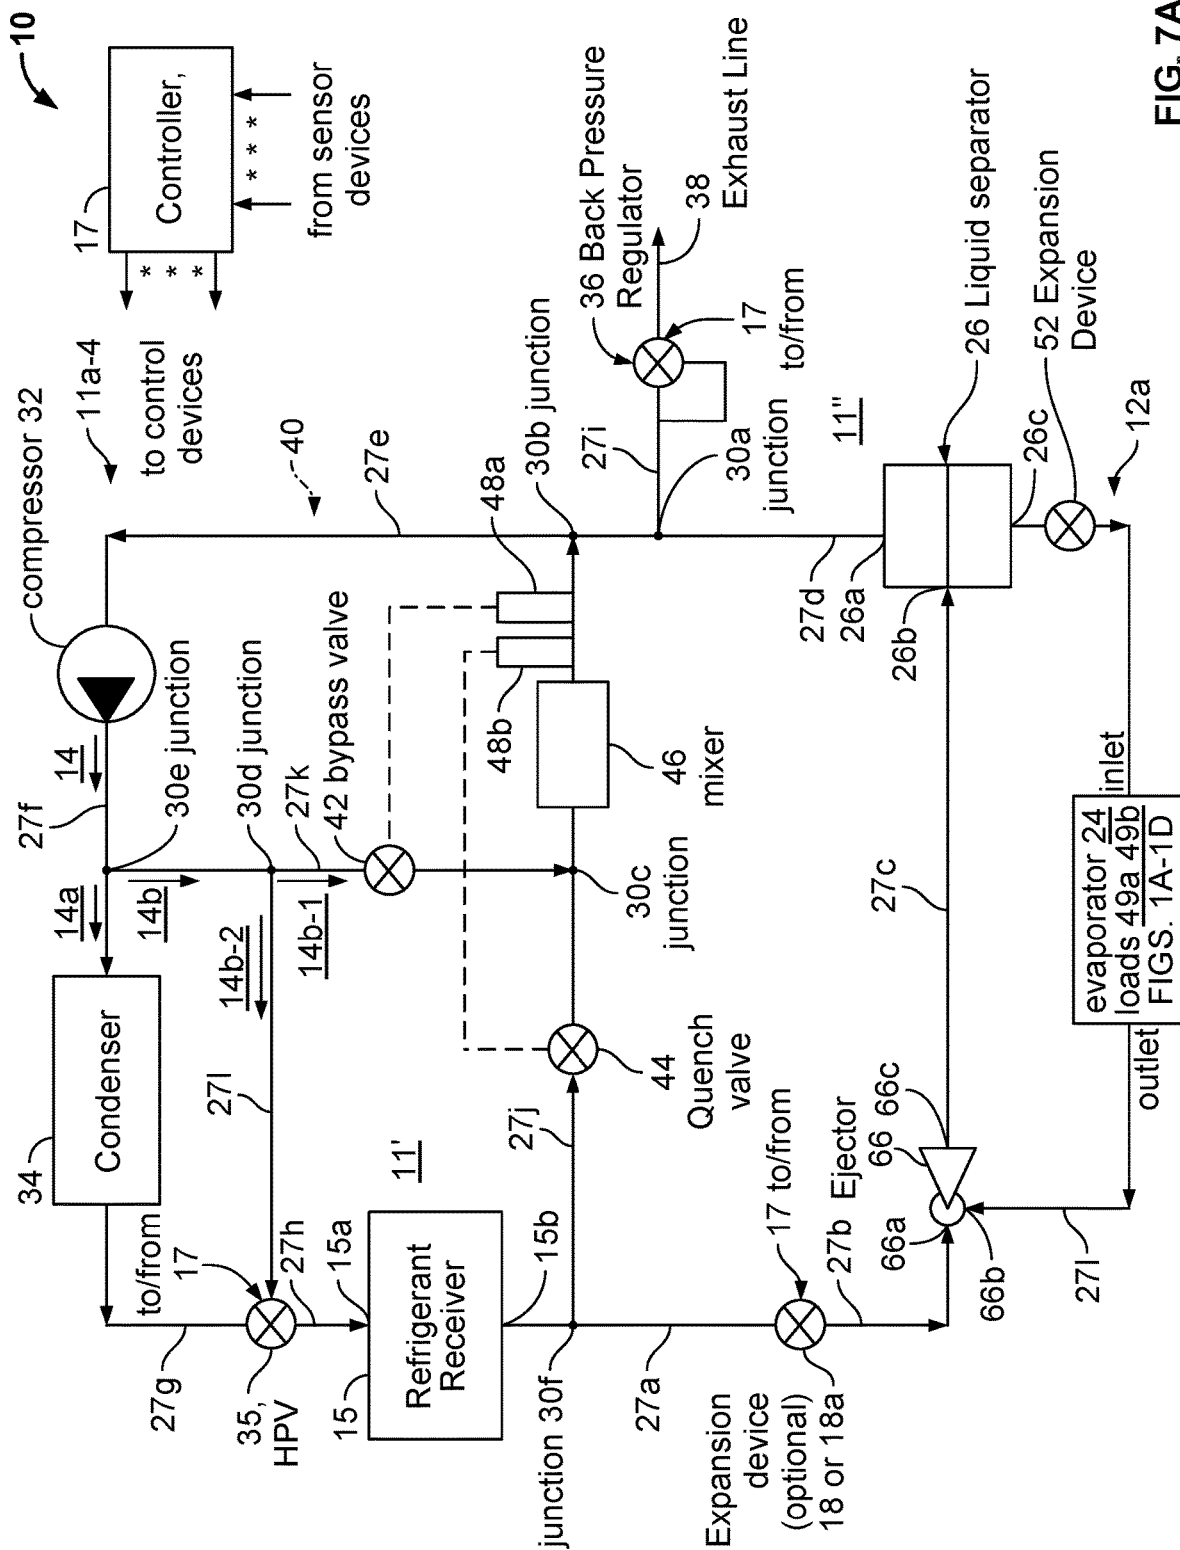 10
17
Controller,
* * *
* * *
from sensor
devices
to control
devices
11a-4
compressor 32
40
27e
14
27f
30e junction
14a
14b
30d junction
27k
42 bypass valve
14b-1
14b-2
48a
48b
30b junction
46
mixer
30c
junction
36 Back Pressure
Regulator
38
Exhaust Line
17
to/from
27i
30a
junction
34
Condenser
to/from
17
27g
35,
HPV
27h
27l
11'
15a
15
Refrigerant
Receiver
15b
27j
44
Quench
valve
junction 30f
27a
17 to/from
Expansion
device
(optional)
18 or 18a
27b
Ejector
66
66c
66a
66b
27l
27c
11"
27d
26a
26b
26 Liquid separator
26c
52 Expansion
Device
12a
inlet
evaporator 24
loads 49a 49b
FIGS. 1A-1D
outlet
FIG. 7A